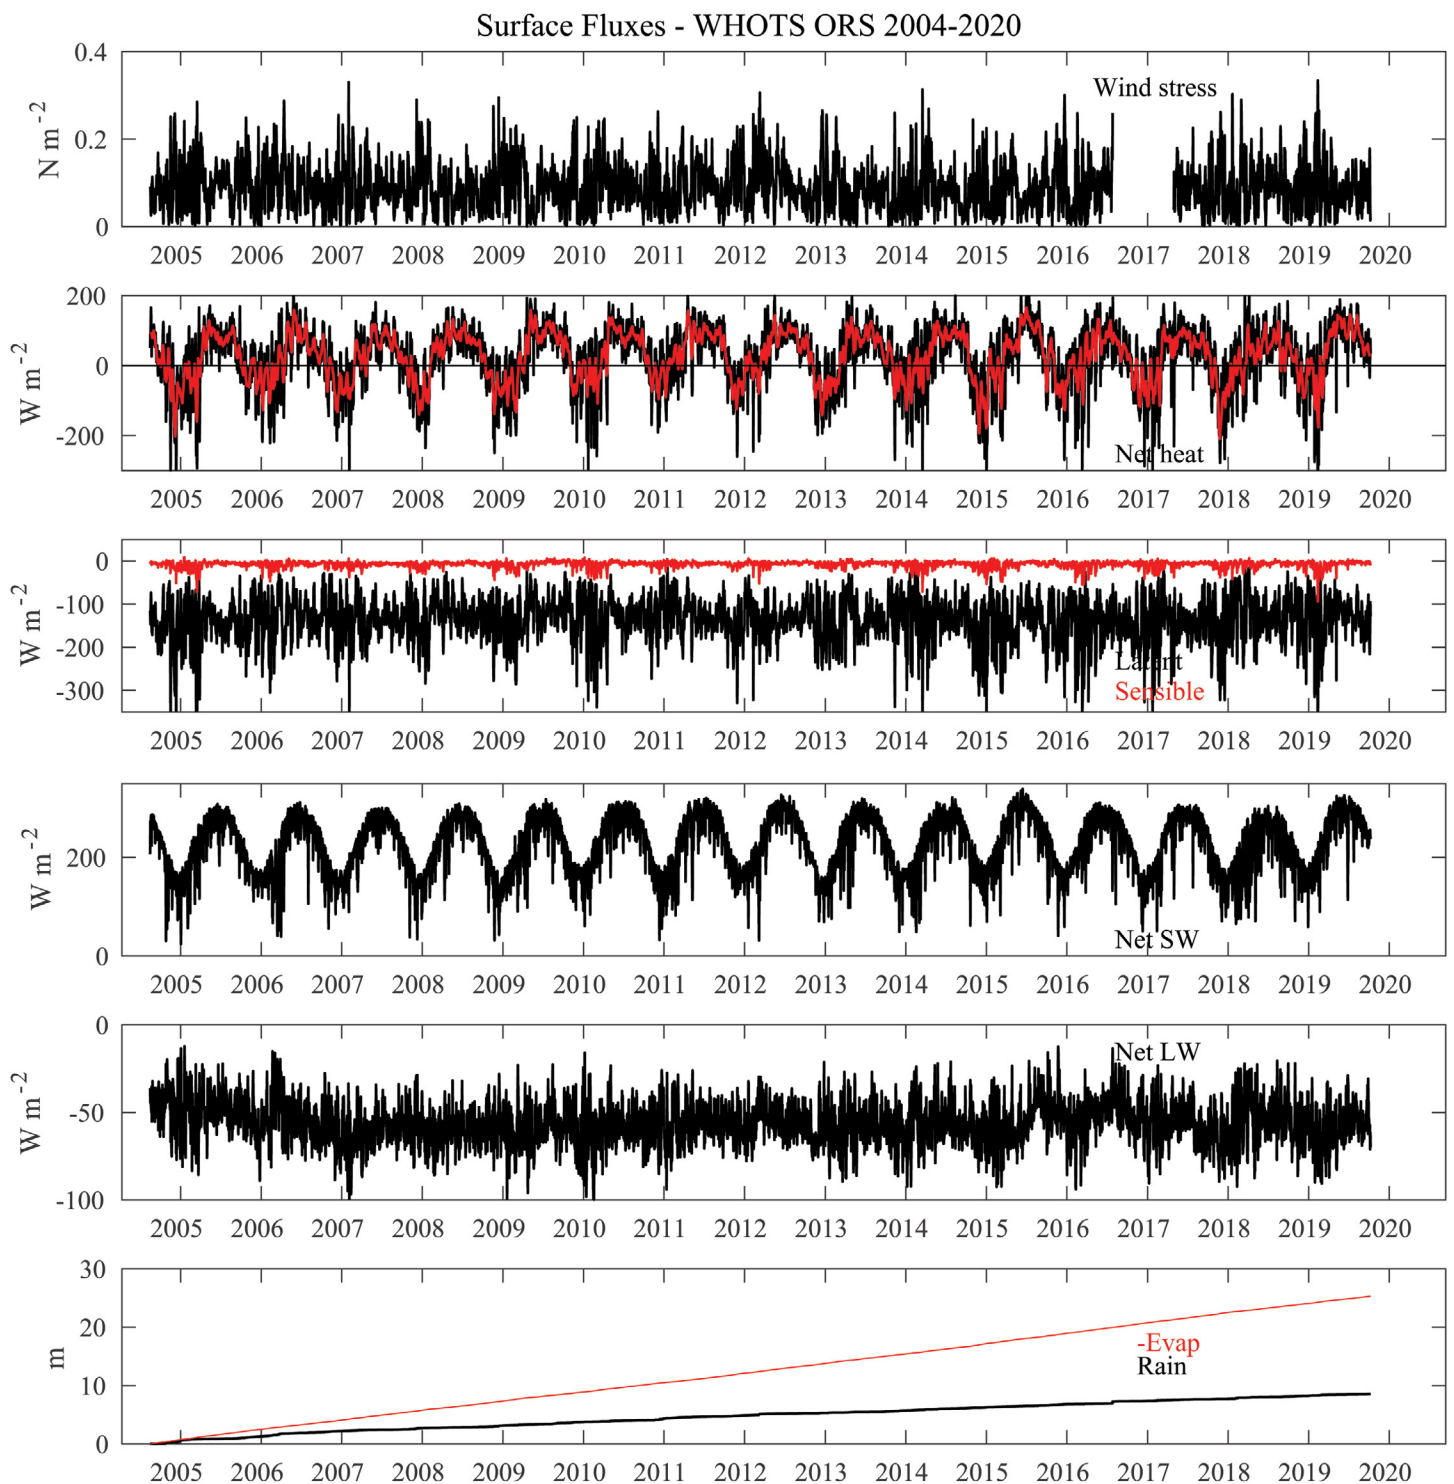 Surface Fluxes - WHOTS ORS 2004-2020
0.4
0.2
0
N m-2
Wind stress
2005 2006 2007 2008 2009 2010 2011 2012 2013 2014 2015 2016 2017 2018 2019 2020
200
0
-200
W m-2
Net heat
2005 2006 2007 2008 2009 2010 2011 2012 2013 2014 2015 2016 2017 2018 2019 2020
0
-100
-200
-300
W m-2
Latent
Sensible
2005 2006 2007 2008 2009 2010 2011 2012 2013 2014 2015 2016 2017 2018 2019 2020
200
0
W m-2
Net SW
2005 2006 2007 2008 2009 2010 2011 2012 2013 2014 2015 2016 2017 2018 2019 2020
0
-50
-100
W m-2
Net LW
2005 2006 2007 2008 2009 2010 2011 2012 2013 2014 2015 2016 2017 2018 2019 2020
30
20
10
0
m
-Evap
Rain
2005 2006 2007 2008 2009 2010 2011 2012 2013 2014 2015 2016 2017 2018 2019 2020